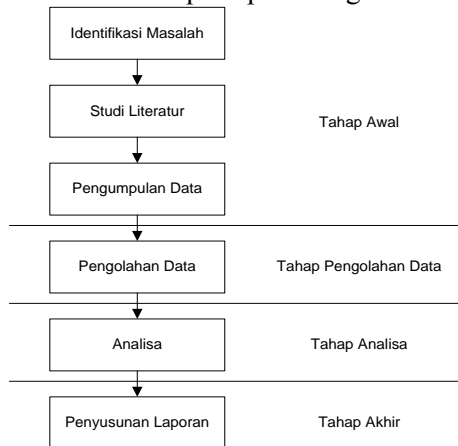 Identifikasi Masalah
Studi Literatur
Tahap Awal
Pengumpulan Data
Pengolahan Data
Tahap Pengolahan Data
Analisa
Tahap Analisa
Penyusunan Laporan
Tahap Akhir